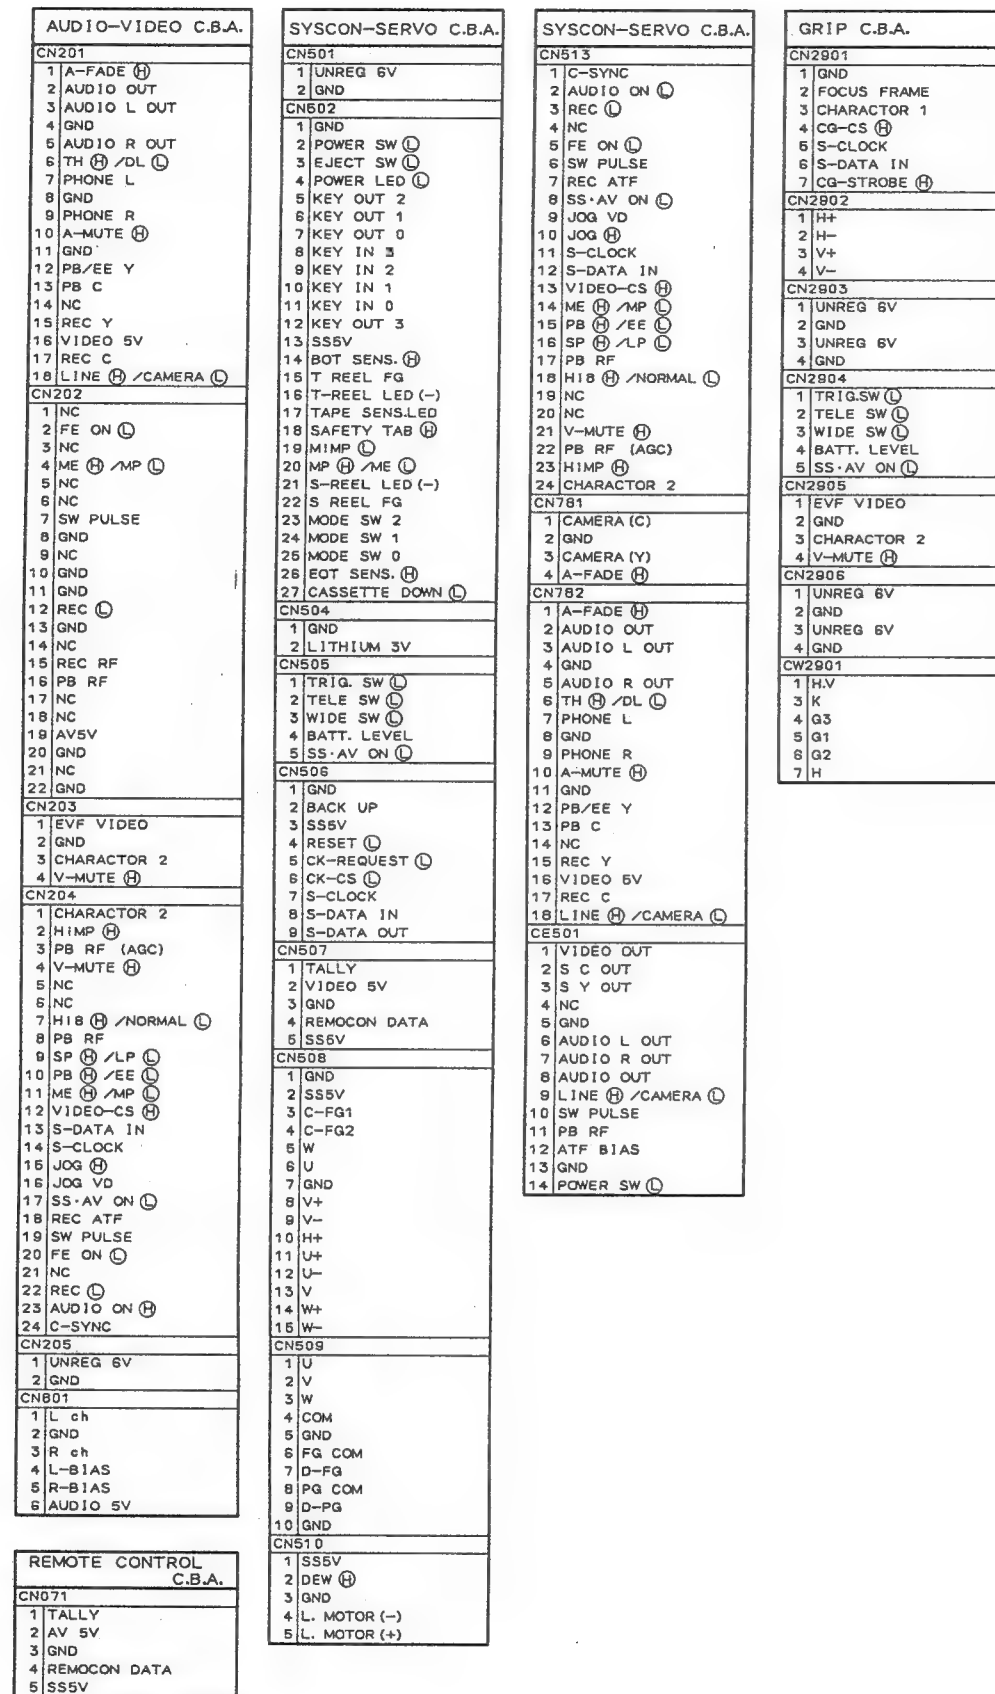 AUDIO-VIDEO C.B.A.
CN201
1 A-FADE Ⓗ
2 AUDIO OUT
3 AUDIO L OUT
4 GND
5 AUDIO R OUT
6 TH Ⓗ /DL Ⓛ
7 PHONE L
8 GND
9 PHONE R
10 A-MUTE Ⓗ
11 GND
12 PB/EE Y
13 PB C
14 NC
15 REC Y
16 VIDEO 5V
17 REC C
18 LINE Ⓗ /CAMERA Ⓛ
CN202
1 NC
2 FE ON Ⓛ
3 NC
4 ME Ⓗ /MP Ⓛ
5 NC
6 NC
7 SW PULSE
8 GND
9 NC
10 GND
11 GND
12 REC Ⓛ
13 GND
14 NC
15 REC RF
16 PB RF
17 NC
18 NC
19 AV5V
20 GND
21 NC
22 GND
CN203
1 EVF VIDEO
2 GND
3 CHARACTOR 2
4 V-MUTE Ⓗ
CN204
1 CHARACTOR 2
2 HiMP Ⓗ
3 PB RF (AGC)
4 V-MUTE Ⓗ
5 NC
6 NC
7 HI8 Ⓗ /NORMAL Ⓛ
8 PB RF
9 SP Ⓗ /LP Ⓛ
10 PB Ⓗ /EE Ⓛ
11 ME Ⓗ /MP Ⓛ
12 VIDEO-CS Ⓗ
13 S-DATA IN
14 S-CLOCK
15 JOG Ⓗ
16 JOG VD
17 SS·AV ON Ⓛ
18 REC ATF
19 SW PULSE
20 FE ON Ⓛ
21 NC
22 REC Ⓛ
23 AUDIO ON Ⓗ
24 C-SYNC
CN205
1 UNREG 6V
2 GND
CN801
1 L ch
2 GND
3 R ch
4 L-BIAS
5 R-BIAS
6 AUDIO 5V
REMOTE CONTROL
C.B.A.
CN071
1 TALLY
2 AV 5V
3 GND
4 REMOCON DATA
5 SS5V
SYSCON-SERVO C.B.A.
CN501
1 UNREG 6V
2 GND
CN502
1 GND
2 POWER SW Ⓛ
3 EJECT SW Ⓛ
4 POWER LED Ⓛ
5 KEY OUT 2
6 KEY OUT 1
7 KEY OUT 0
8 KEY IN 3
9 KEY IN 2
10 KEY IN 1
11 KEY IN 0
12 KEY OUT 3
13 SS5V
14 BOT SENS. Ⓗ
15 T REEL FG
16 T-REEL LED (-)
17 TAPE SENS.LED
18 SAFETY TAB Ⓗ
19 MIMP Ⓛ
20 MP Ⓗ /ME Ⓛ
21 S-REEL LED (-)
22 S REEL FG
23 MODE SW 2
24 MODE SW 1
25 MODE SW 0
26 EOT SENS. Ⓗ
27 CASSETTE DOWN Ⓛ
CN504
1 GND
2 LITHIUM 3V
CN505
1 TRIG. SW Ⓛ
2 TELE SW Ⓛ
3 WIDE SW Ⓛ
4 BATT. LEVEL
5 SS·AV ON Ⓛ
CN506
1 GND
2 BACK UP
3 SS5V
4 RESET Ⓛ
5 CK-REQUEST Ⓛ
6 CK-CS Ⓛ
7 S-CLOCK
8 S-DATA IN
9 S-DATA OUT
CN507
1 TALLY
2 VIDEO 5V
3 GND
4 REMOCON DATA
5 SS5V
CN508
1 GND
2 SS5V
3 C-FG1
4 C-FG2
5 W
6 U
7 GND
8 V+
9 V-
10 H+
11 U+
12 U-
13 V
14 W+
15 W-
CN509
1 U
2 V
3 W
4 COM
5 GND
6 FG COM
7 D-FG
8 PG COM
9 D-PG
10 GND
CN510
1 SS5V
2 DEW Ⓗ
3 GND
4 L. MOTOR (-)
5 L. MOTOR (+)
SYSCON-SERVO C.B.A.
CN513
1 C-SYNC
2 AUDIO ON Ⓛ
3 REC Ⓛ
4 NC
5 FE ON Ⓛ
6 SW PULSE
7 REC ATF
8 SS·AV ON Ⓛ
9 JOG VD
10 JOG Ⓗ
11 S-CLOCK
12 S-DATA IN
13 VIDEO-CS Ⓗ
14 ME Ⓗ /MP Ⓛ
15 PB Ⓗ /EE Ⓛ
16 SP Ⓗ /LP Ⓛ
17 PB RF
18 HI8 Ⓗ /NORMAL Ⓛ
19 NC
20 NC
21 V-MUTE Ⓗ
22 PB RF (AGC)
23 HIMP Ⓗ
24 CHARACTOR 2
CN781
1 CAMERA (C)
2 GND
3 CAMERA (Y)
4 A-FADE Ⓗ
CN782
1 A-FADE Ⓗ
2 AUDIO OUT
3 AUDIO L OUT
4 GND
5 AUDIO R OUT
6 TH Ⓗ /DL Ⓛ
7 PHONE L
8 GND
9 PHONE R
10 A-MUTE Ⓗ
11 GND
12 PB/EE Y
13 PB C
14 NC
15 REC Y
16 VIDEO 5V
17 REC C
18 LINE Ⓗ /CAMERA Ⓛ
CE501
1 VIDEO OUT
2 S C OUT
3 S Y OUT
4 NC
5 GND
6 AUDIO L OUT
7 AUDIO R OUT
8 AUDIO OUT
9 LINE Ⓗ /CAMERA Ⓛ
10 SW PULSE
11 PB RF
12 ATF BIAS
13 GND
14 POWER SW Ⓛ
GRIP C.B.A.
CN2901
1 GND
2 FOCUS FRAME
3 CHARACTOR 1
4 CG-CS Ⓗ
5 S-CLOCK
6 S-DATA IN
7 CG-STROBE Ⓗ
CN2902
1 H+
2 H-
3 V+
4 V-
CN2903
1 UNREG 6V
2 GND
3 UNREG 6V
4 GND
CN2904
1 TRIG.SW Ⓛ
2 TELE SW Ⓛ
3 WIDE SW Ⓛ
4 BATT. LEVEL
5 SS·AV ON Ⓛ
CN2905
1 EVF VIDEO
2 GND
3 CHARACTOR 2
4 V-MUTE Ⓗ
CN2906
1 UNREG 6V
2 GND
3 UNREG 6V
4 GND
CW2901
1 H.V
3 K
4 G3
5 G1
6 G2
7 H